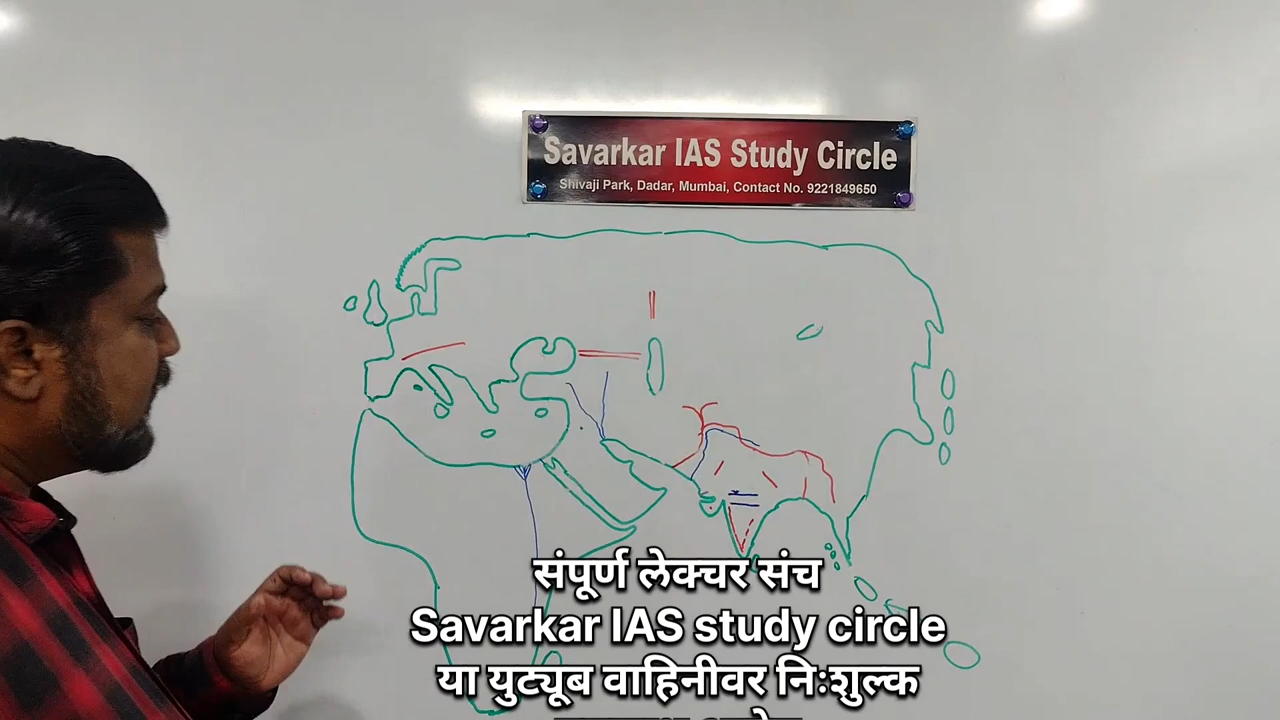 Savarkar IAS Study Circle
Shivaji Park, Dadar, Mumbai, Contact No. 9221849650
संपूर्ण लेक्चर संच
Savarkar IAS study circle
या युट्यूब वाहिनीवर निःशुल्क